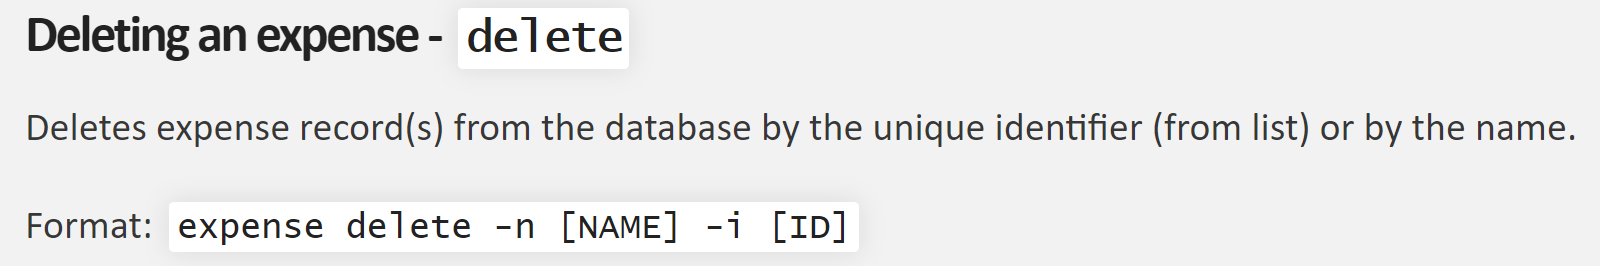 Deleting an expense - delete
Deletes expense record(s) from the database by the unique identifier (from list) or by the name.
Format: expense delete -n [NAME] -i [ID]